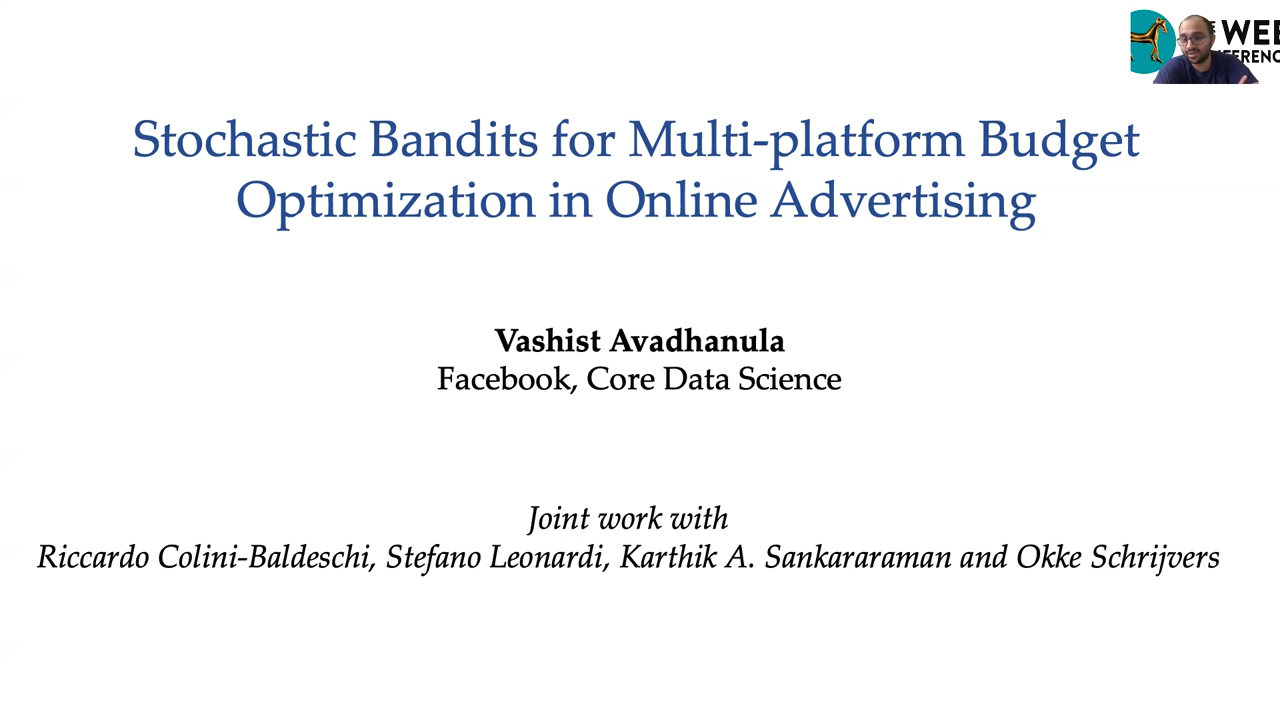 WEB
Stochastic Bandits for Multi-platform Budget
Optimization in Online Advertising
Vashist Avadhanula
Facebook, Core Data Science
Joint work with
Riccardo Colini-Baldeschi, Stefano Leonardi, Karthik A. Sankararaman and Okke Schrijvers